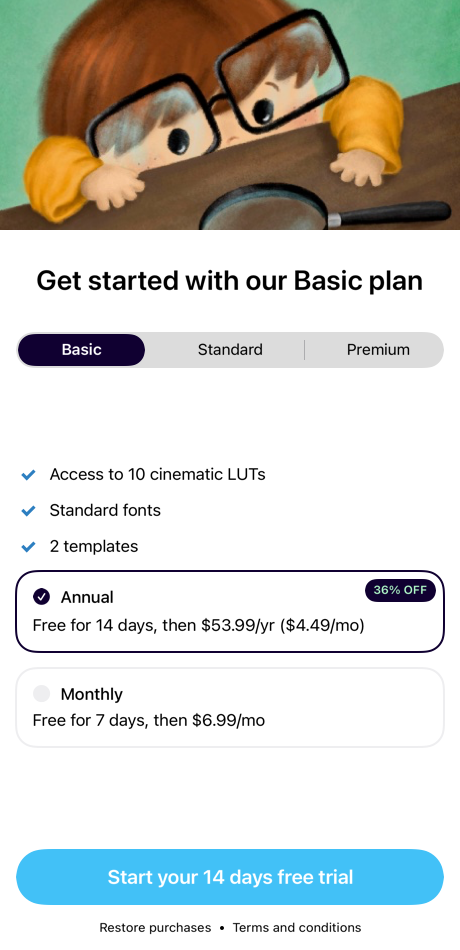 Get started with our Basic plan
Basic Standard Premium
Access to 10 cinematic LUTs
Standard fonts
2 templates
36% OFF
Annual
Free for 14 days, then $53.99/yr ($4.49/mo)
Monthly
Free for 7 days, then $6.99/mo
Start your 14 days free trial
Restore purchases • Terms and conditions